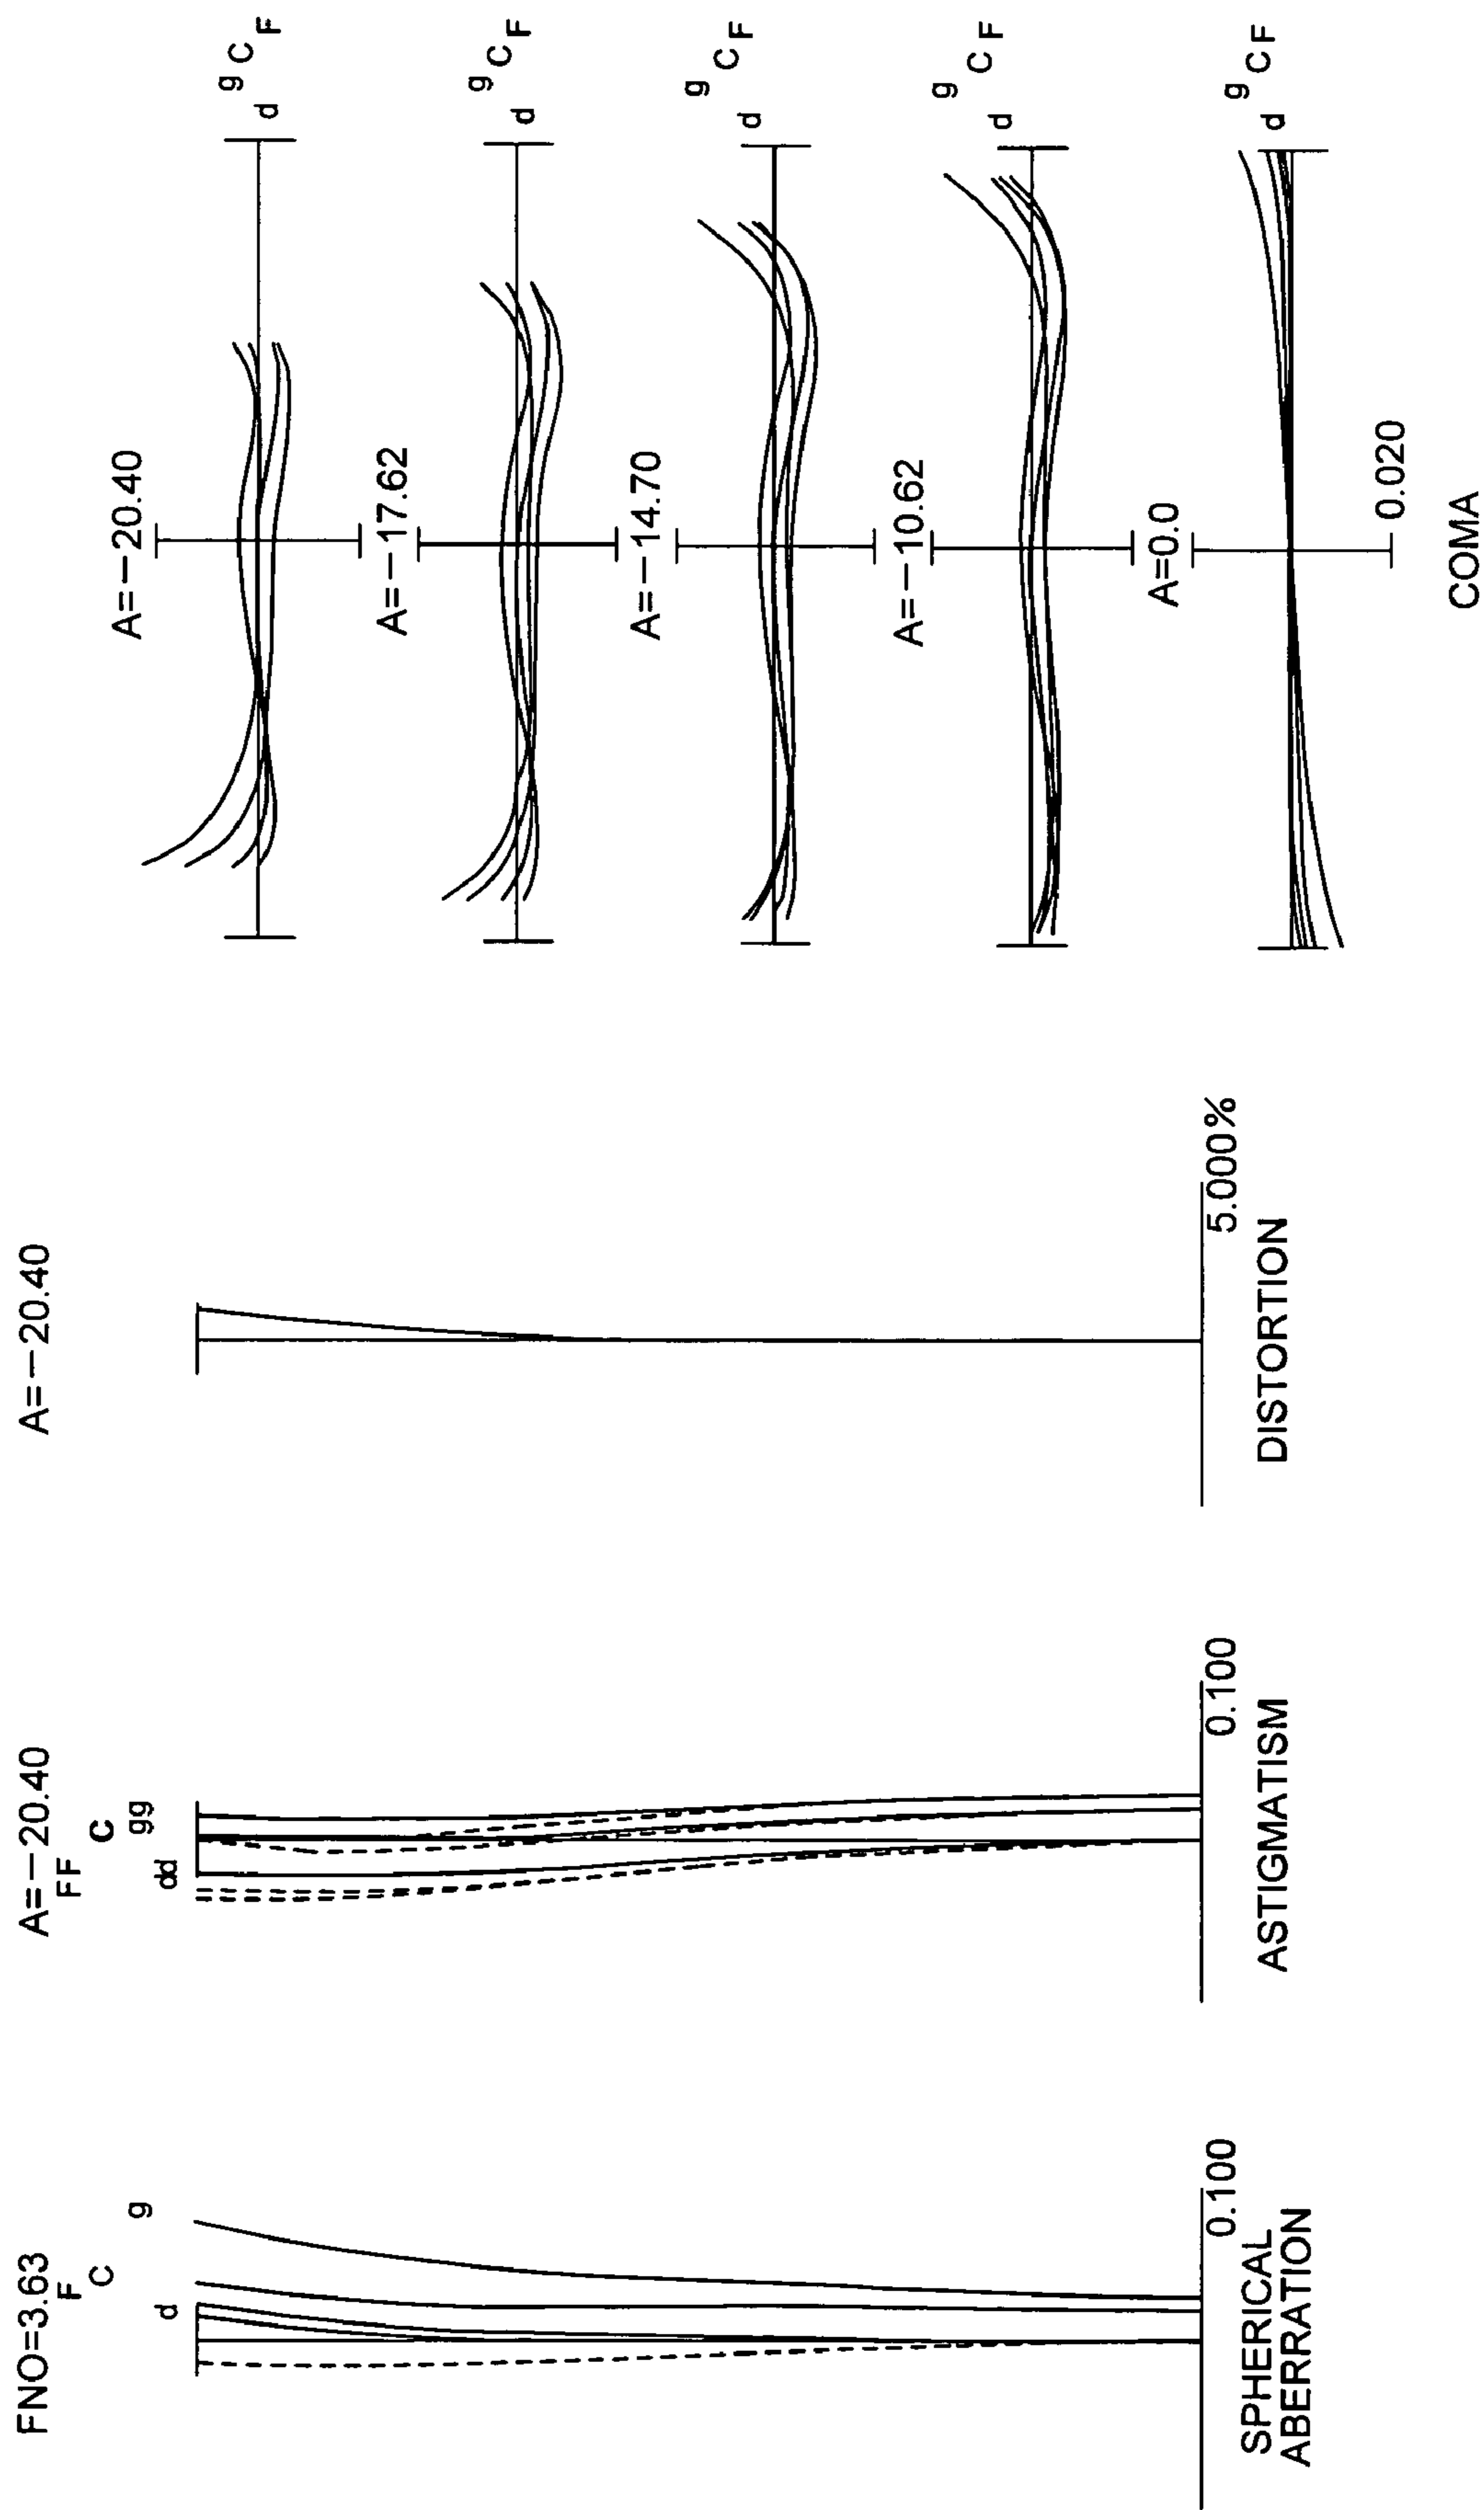 FNO=3.63
F
C
g
d
0.100
SPHERICAL
ABERRATION
A=−20.40
FF
C
gg
dd
0.100
ASTIGMATISM
A=−20.40
5.000%
DISTORTION
A=−20.40
g
C
F
d
A=−17.62
g
C
F
d
A=−14.70
g
C
F
d
A=−10.62
g
C
F
d
A=0.0
g
C
F
d
0.020
COMA